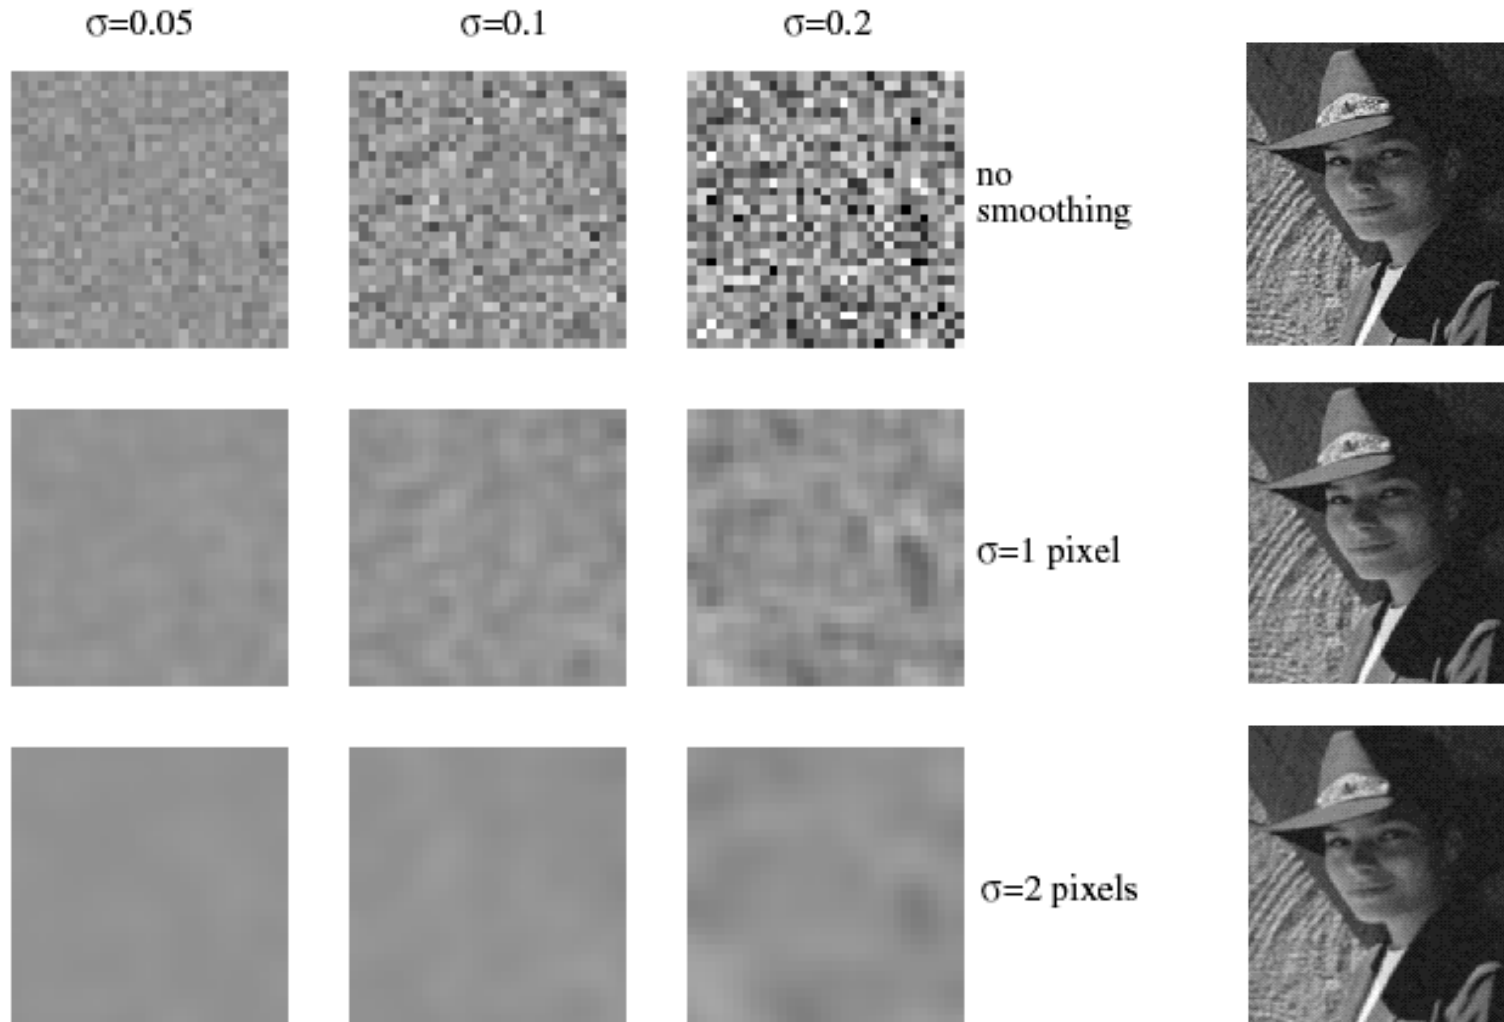 σ=0.05
σ=0.1
σ=0.2
no
smoothing
σ=1 pixel
σ=2 pixels